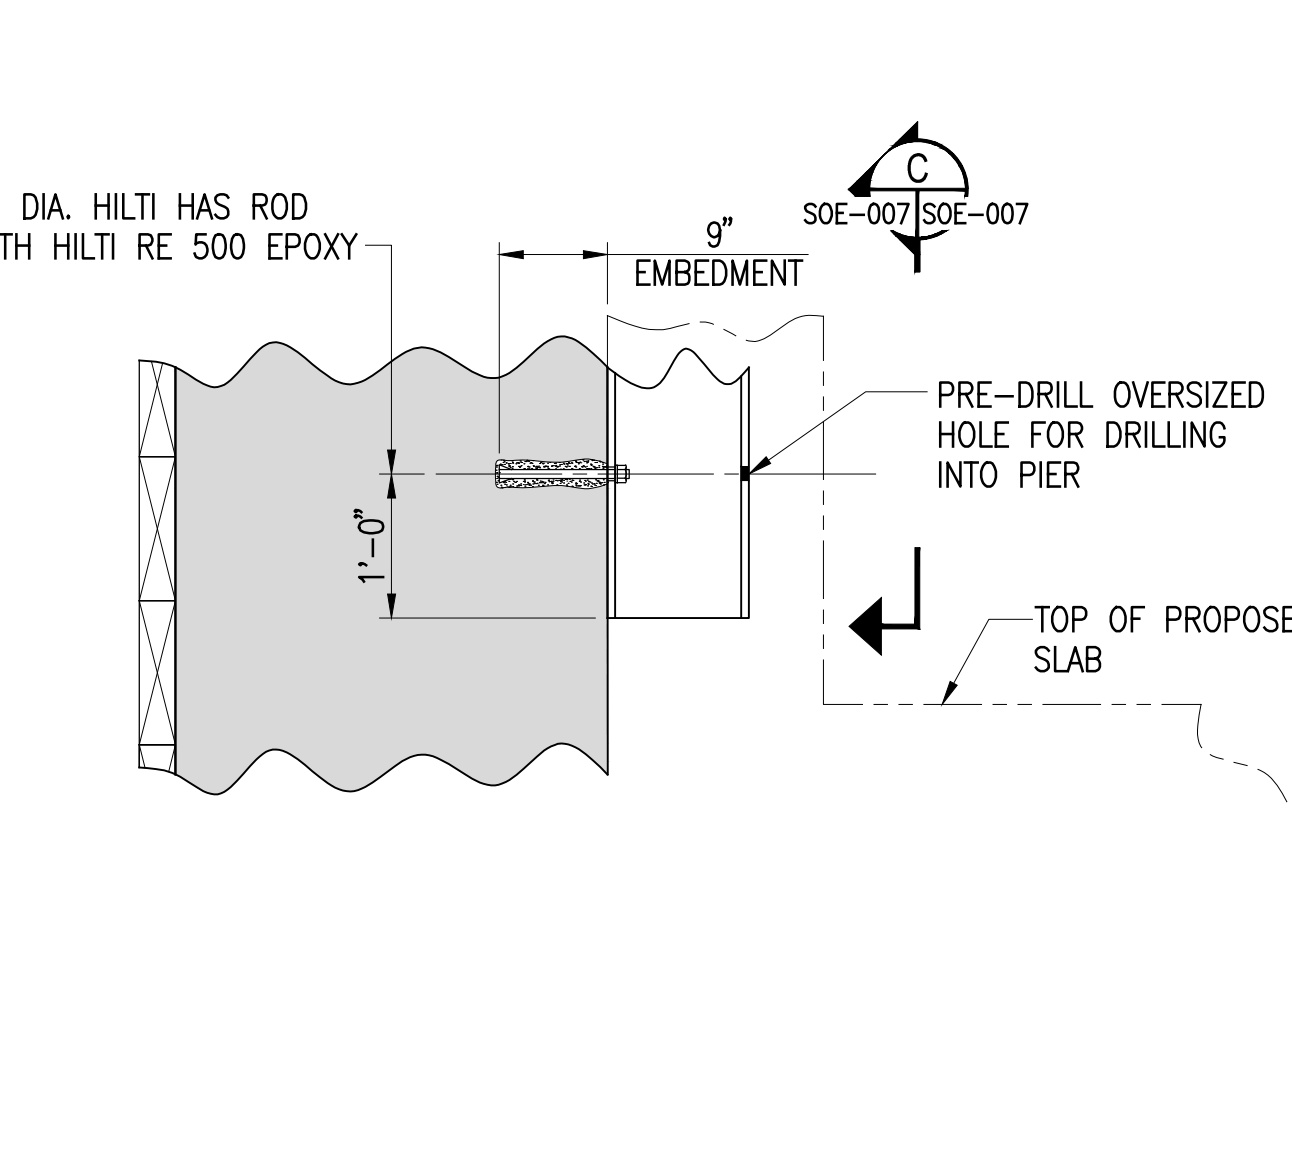 DIA. HILTI HAS ROD
TH HILTI RE 500 EPOXY
9"
EMBEDMENT
C
SOE-007 SOE-007
PRE-DRILL OVERSIZED
HOLE FOR DRILLING
INTO PIER
1'-0"
TOP OF PROPOSE
SLAB